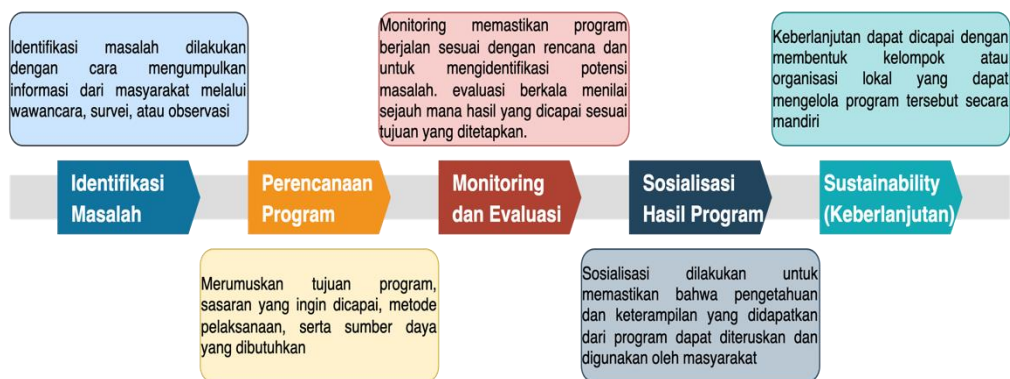 Identifikasi masalah dilakukan
dengan cara mengumpulkan
informasi dari masyarakat melalui
wawancara, survei, atau observasi
Monitoring memastikan program
berjalan sesuai dengan rencana dan
untuk mengidentifikasi potensi
masalah. evaluasi berkala menilai
sejauh mana hasil yang dicapai sesuai
tujuan yang ditetapkan.
Keberlanjutan dapat dicapai dengan
membentuk kelompok atau
organisasi lokal yang dapat
mengelola program tersebut secara
mandiri
Identifikasi
Masalah
Perencanaan
Program
Monitoring
dan Evaluasi
Sosialisasi
Hasil Program
Sustainability
(Keberlanjutan)
Merumuskan tujuan program,
sasaran yang ingin dicapai, metode
pelaksanaan, serta sumber daya
yang dibutuhkan
Sosialisasi dilakukan untuk
memastikan bahwa pengetahuan
dan keterampilan yang didapatkan
dari program dapat diteruskan dan
digunakan oleh masyarakat